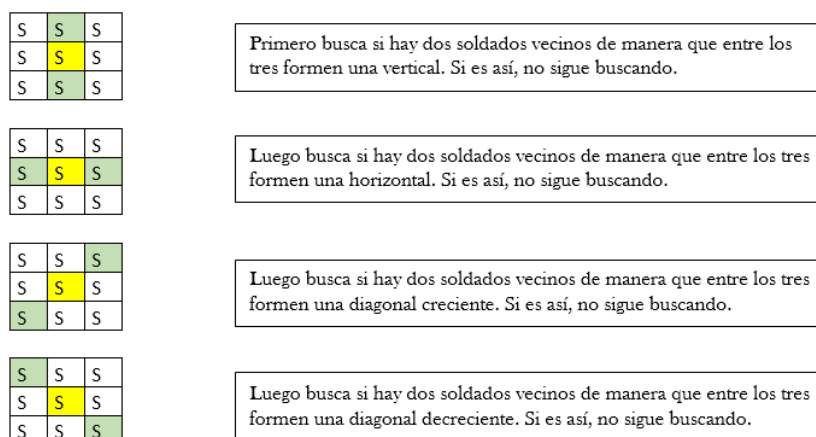 S S S
S S S
S S S
Primero busca si hay dos soldados vecinos de manera que entre los
tres formen una vertical. Si es así, no sigue buscando.
S S S
S S S
S S S
Luego busca si hay dos soldados vecinos de manera que entre los tres
formen una horizontal. Si es así, no sigue buscando.
S S S
S S S
S S S
Luego busca si hay dos soldados vecinos de manera que entre los tres
formen una diagonal creciente. Si es así, no sigue buscando.
S S S
S S S
S S S
Luego busca si hay dos soldados vecinos de manera que entre los tres
formen una diagonal decreciente. Si es así, no sigue buscando.